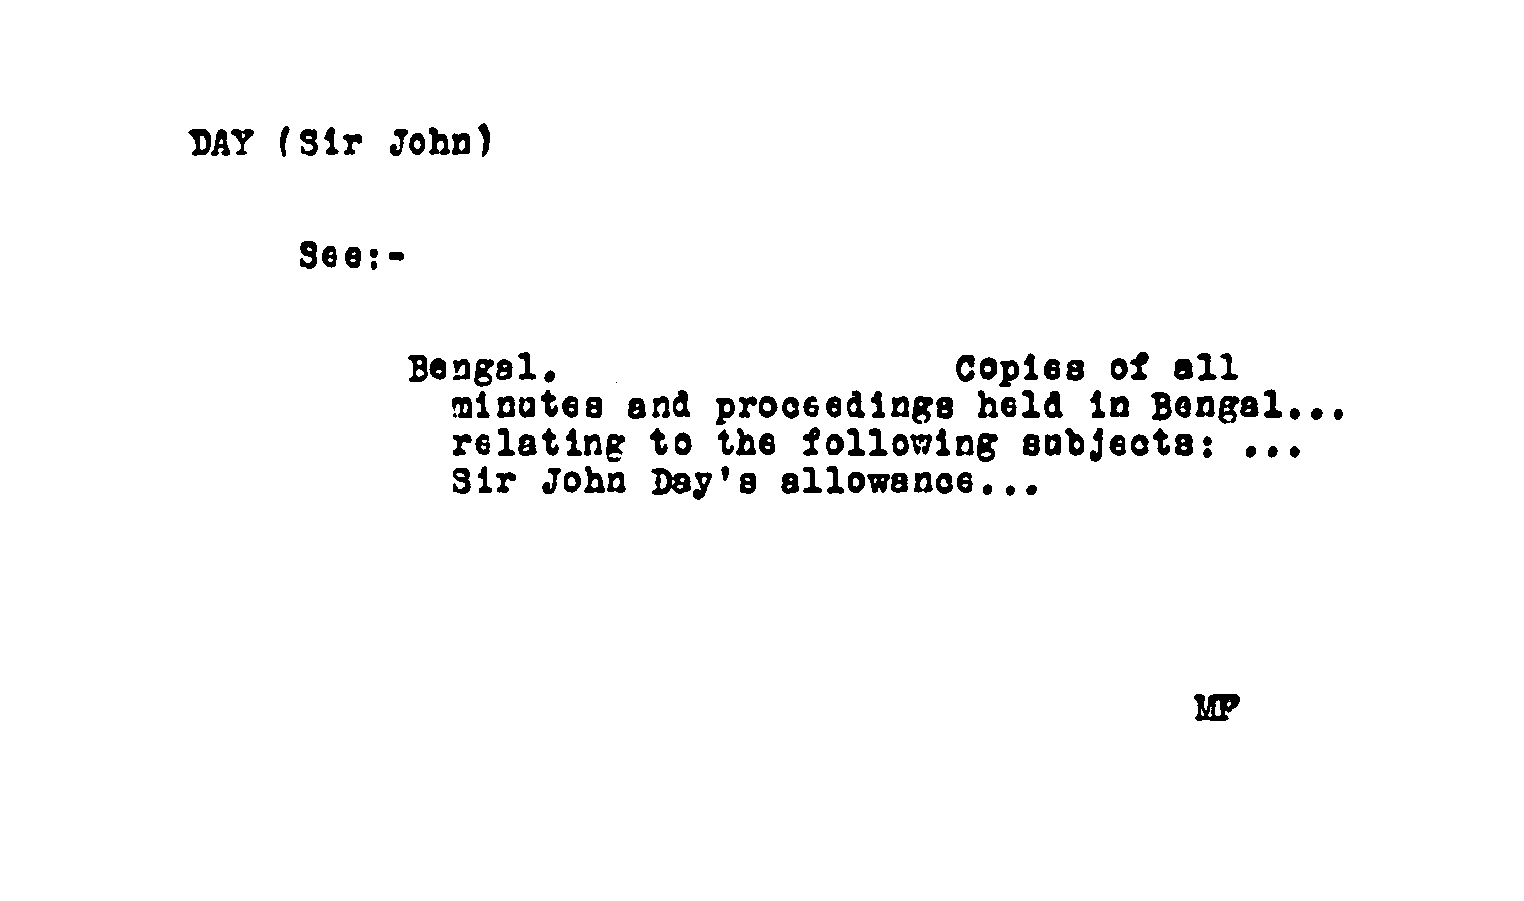 DAY (Sir John)
See:-
Bengal. Copies of all
minutes and proceedings held in Bengal...
relating to the following subjects: ...
Sir John Day's allowance...
MP